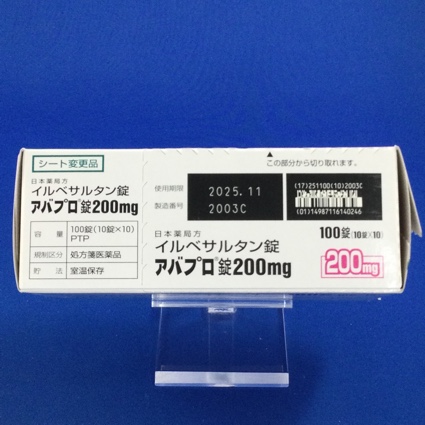 シート変更品
日本薬局方
イルベサルタン錠
アバプロ®錠200mg
容量 100錠(10錠×10)
PTP
規制区分 処方箋医薬品
貯法 室温保存
▲
この部分から切り取れます。
使用期限 2025.11
製造番号 2003C
(17)251100(10)2003C
(01)14987116140246
日本薬局方
イルベサルタン錠
アバプロ®錠200mg
100錠(10錠×10)
200mg